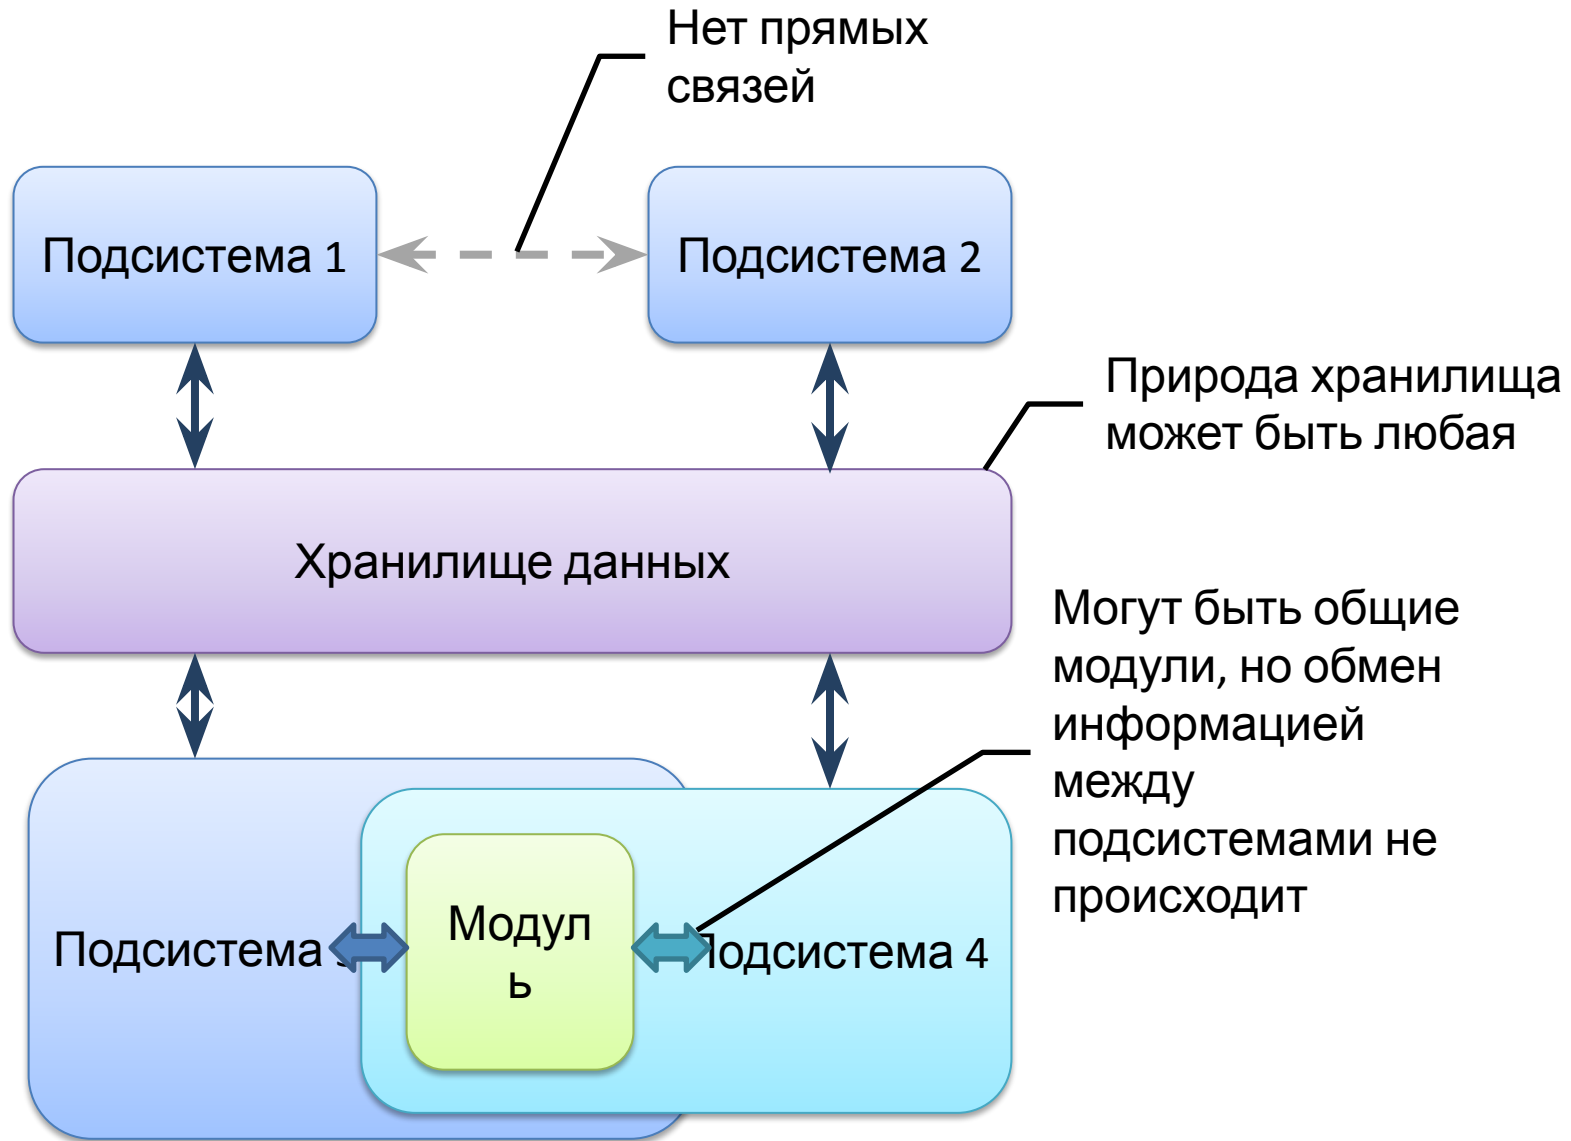 Нет прямых
связей
Подсистема 1
Подсистема 2
Природа хранилища
может быть любая
Хранилище данных
Могут быть общие
модули, но обмен
информацией
между
подсистемами не
происходит
Подсистема
Модул
ь
Подсистема 4